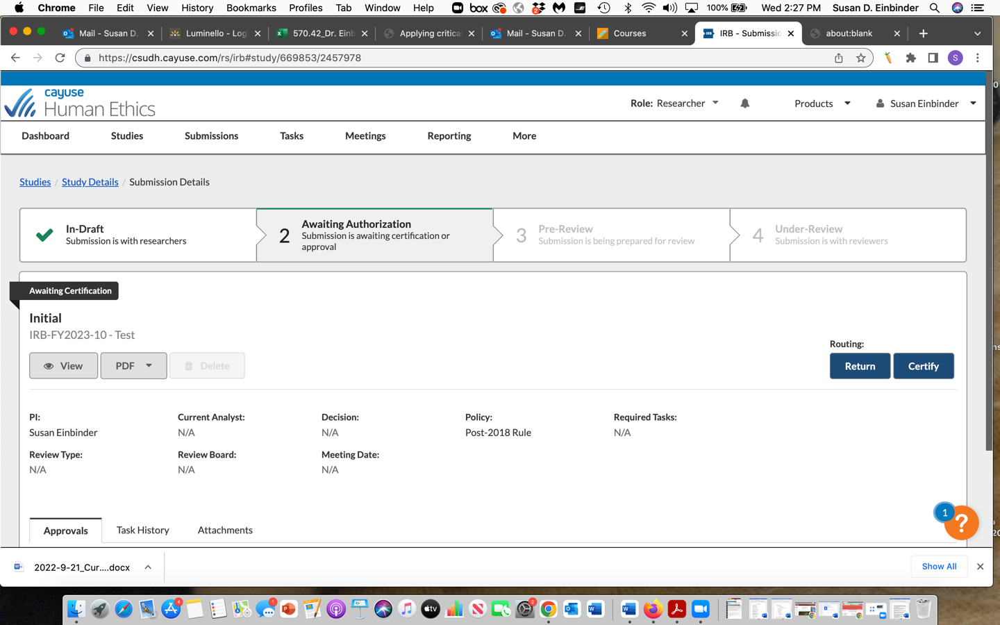 Chrome File Edit View History Bookmarks Profiles Tab Window Help box 2 100% Wed 2:27 PM Susan D. Einbinder
Mail - Susan D. Luminello - Log 570.42_Dr. Einb Applying critica Mail - Susan D. Courses IRB - Submissio about:blank
https://csudh.cayuse.com/rs/irb#study/669853/2457978 S
cayuse
Human Ethics
Role: Researcher Products Susan Einbinder
Dashboard Studies Submissions Tasks Meetings Reporting More
Studies / Study Details / Submission Details
In-Draft
Submission is with researchers
2 Awaiting Authorization
Submission is awaiting certification or
approval
3 Pre-Review
Submission is being prepared for review
4 Under-Review
Submission is with reviewers
Awaiting Certification
Initial
IRB-FY2023-10 - Test
Routing:
View PDF Delete Return Certify
PI: Current Analyst: Decision: Policy: Required Tasks:
Susan Einbinder N/A N/A Post-2018 Rule N/A
Review Type: Review Board: Meeting Date:
N/A N/A N/A
1
?
Approvals Task History Attachments
2022-9-21_Cur....docx Show All
4 1 tv 2